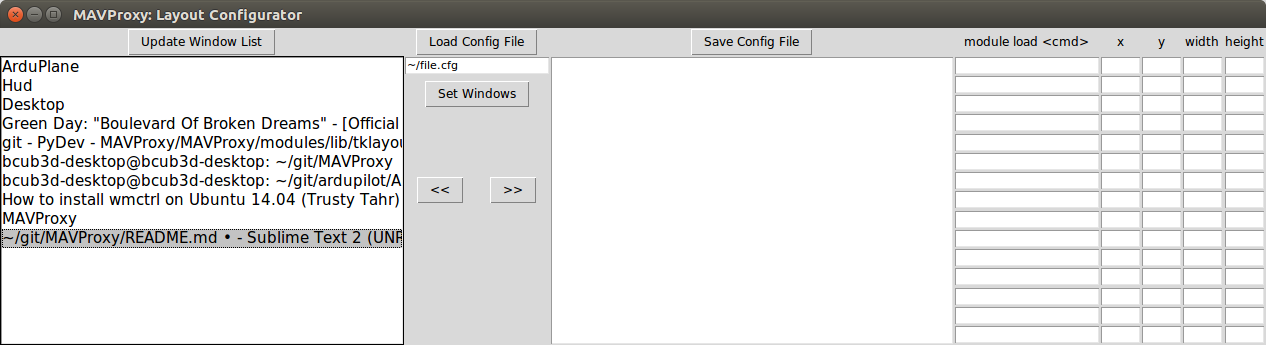 MAVProxy: Layout Configurator
Update Window List
Load Config File
Save Config File
module load <cmd>
x
y
width
height
ArduPlane
Hud
Desktop
Green Day: "Boulevard Of Broken Dreams" - [Official
git - PyDev - MAVProxy/MAVProxy/modules/lib/tklayou
bcub3d-desktop@bcub3d-desktop: ~/git/MAVProxy
bcub3d-desktop@bcub3d-desktop: ~/git/ardupilot/A
How to install wmctrl on Ubuntu 14.04 (Trusty Tahr)
MAVProxy
~/git/MAVProxy/README.md • - Sublime Text 2 (UNR
~/file.cfg
Set Windows
<<
>>